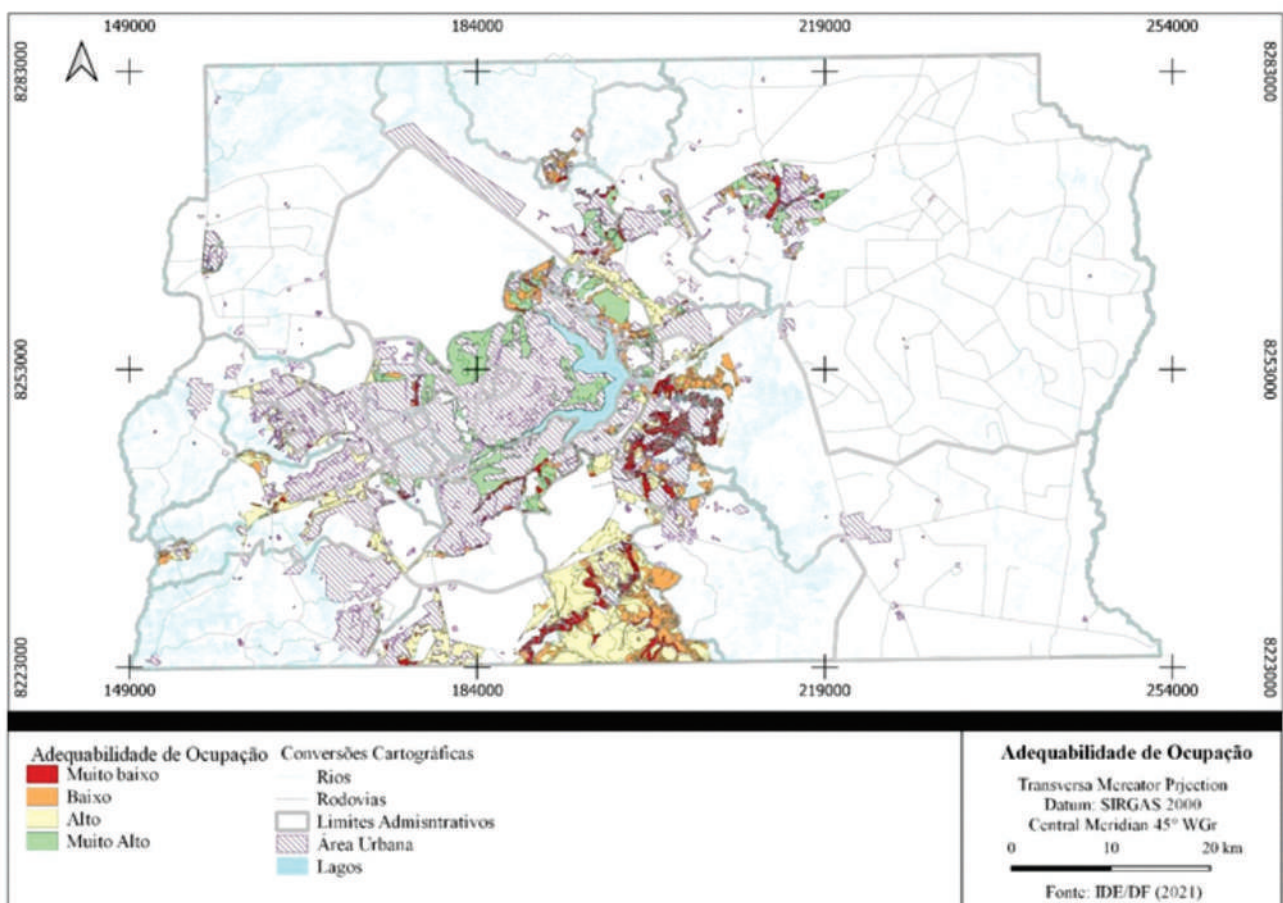 149000 184000 219000 254000
8283000 8283000
8253000 8253000
8223000 8223000
149000 184000 219000 254000
Adequabilidade de Ocupação
Muito baixo
Baixo
Alto
Muito Alto
Conversões Cartográficas
Rios
Rodovias
Limites Admisntrativos
Área Urbana
Lagos
Adequabilidade de Ocupação
Transversa Mercator Prjection
Datum: SIRGAS 2000
Central Meridian 45° WGr
0 10 20 km
Fonte: IDE/DF (2021)